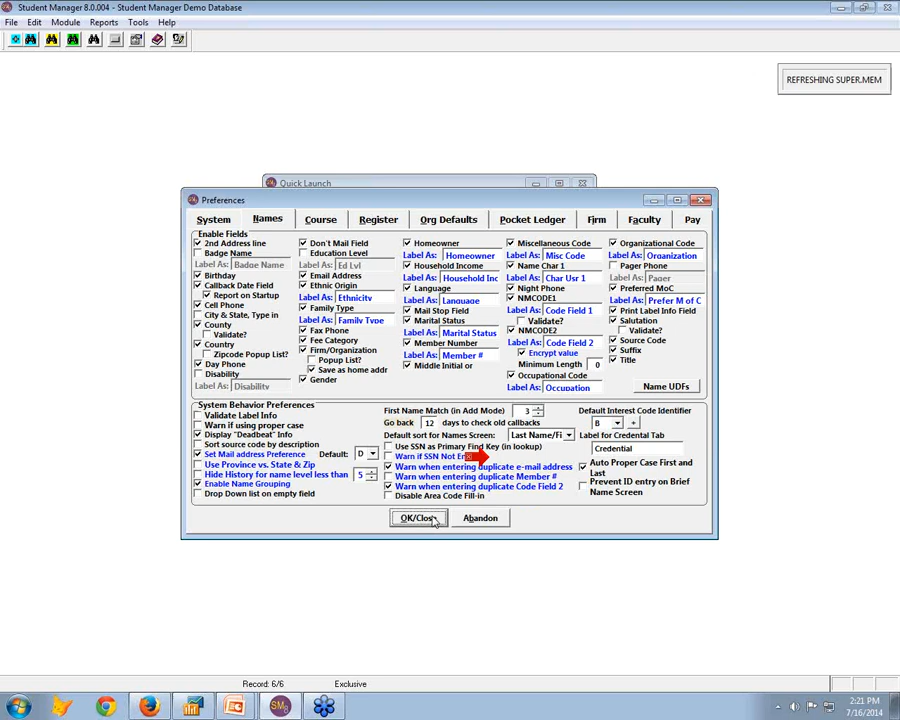 Student Manager 8.0.004 - Student Manager Demo Database
File Edit Module Reports Tools Help
REFRESHING SUPER.MEM
Quick Launch
Preferences
System Names Course Register Org Defaults Pocket Ledger Firm Faculty Pay
Enable Fields
2nd Address line
Badge Name
Label As: Badge Name
Birthday
Callback Date Field
Report on Startup
Cell Phone
City & State, Type in
County
Validate?
Country
Zipcode Popup List?
Day Phone
Disability
Label As: Disability
Don't Mail Field
Education Level
Label As: Ed Lvl
Email Address
Ethnic Origin
Label As: Ethnicity
Family Type
Label As: Family Type
Fax Phone
Fee Category
Firm/Organization
Popup List?
Save as home addr
Gender
Homeowner
Label As: Homeowner
Household Income
Label As: Household Inc
Language
Label As: Language
Mail Stop Field
Marital Status
Label As: Marital Status
Member Number
Label As: Member #
Middle Initial or
Miscellaneous Code
Label As: Misc Code
Name Char 1
Label As: Char Usr 1
Night Phone
NMCODE1
Label As: Code Field 1
Validate?
NMCODE2
Label As: Code Field 2
Encrypt value
Minimum Length 0
Occupational Code
Label As: Occupation
Organizational Code
Label As: Organization
Pager Phone
Label As: Pager
Preferred MoC
Label As: Prefer M of C
Print Label Info Field
Salutation
Validate?
Source Code
Suffix
Title
Name UDFs
System Behavior Preferences
Validate Label Info
Warn if using proper case
Display "Deadbeat" Info
Sort source code by description
Set Mail address Preference Default: D
Use Province vs. State & Zip
Hide History for name level less than 5
Enable Name Grouping
Drop Down list on empty field
First Name Match (in Add Mode) 3
Go back 12 days to check old callbacks
Default sort for Names Screen: Last Name/Fi
Use SSN as Primary Find Key (in lookup)
Warn if SSN Not
Warn when entering duplicate e-mail address
Warn when entering duplicate Member #
Warn when entering duplicate Code Field 2
Disable Area Code Fill-in
Default Interest Code Identifier
B +
Label for Credental Tab
Credential
Auto Proper Case First and
Last
Prevent ID entry on Brief
Name Screen
OK/Close Abandon
Record: 6/6 Exclusive
2:21 PM
7/16/2014